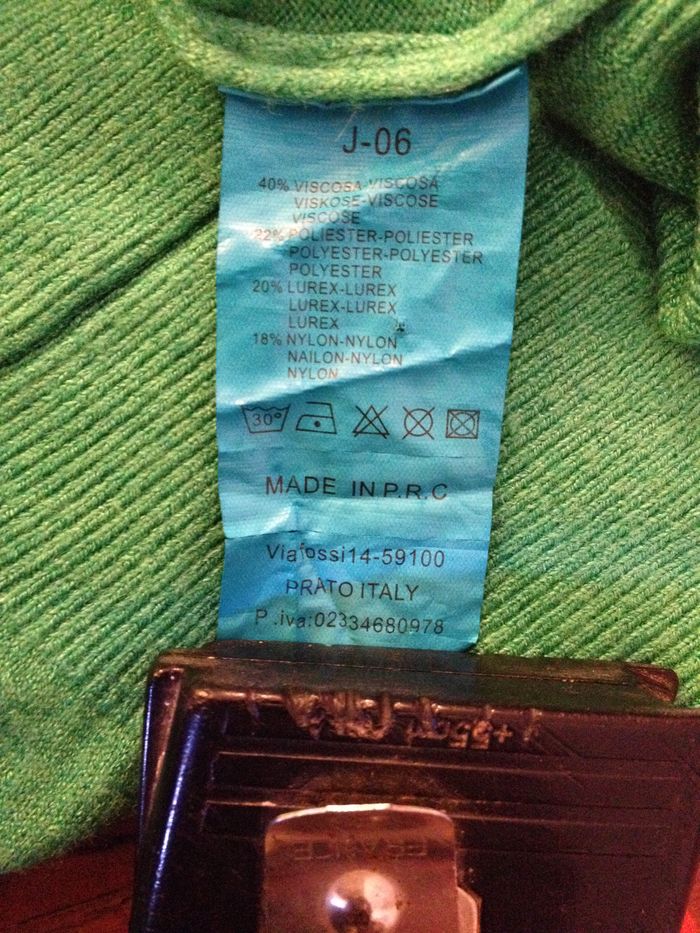 J-06
40% VISCOSA-VISCOSA
VISKOSE-VISCOSE
VISCOSE
22% POLIESTER-POLIESTER
POLYESTER-POLYESTER
POLYESTER
20% LUREX-LUREX
LUREX-LUREX
LUREX
18% NYLON-NYLON
NAILON-NYLON
NYLON
30°
MADE IN P.R.C
Viafossi14-59100
PRATO ITALY
P.iva:02334680978
FRANCE